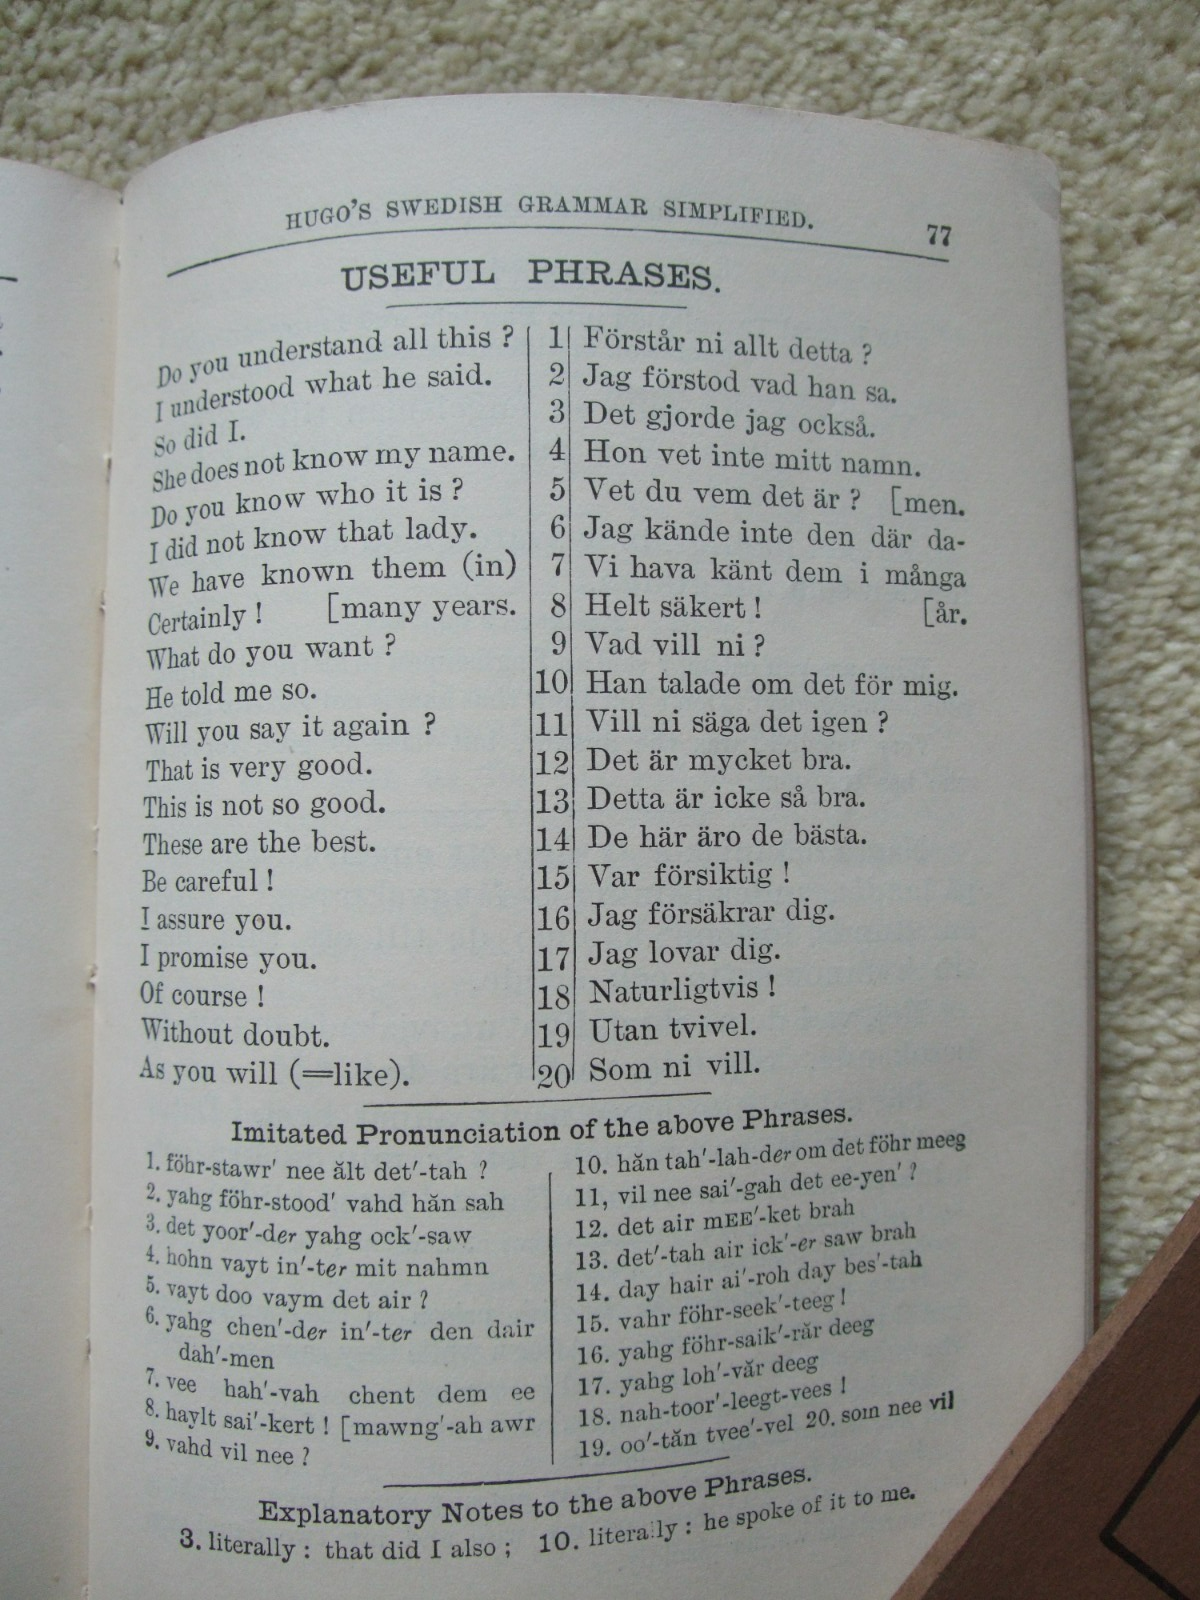 HUGO'S SWEDISH GRAMMAR SIMPLIFIED. 77
USEFUL PHRASES.
Do you understand all this ? 1 Förstår ni allt detta ?
I understood what he said. 2 Jag förstod vad han sa.
So did I. 3 Det gjorde jag också.
She does not know my name. 4 Hon vet inte mitt namn.
Do you know who it is ? 5 Vet du vem det är ? [men.
I did not know that lady. 6 Jag kände inte den där da-
We have known them (in) 7 Vi hava känt dem i många
Certainly ! [many years. 8 Helt säkert ! [år.
What do you want ? 9 Vad vill ni ?
He told me so. 10 Han talade om det för mig.
Will you say it again ? 11 Vill ni säga det igen ?
That is very good. 12 Det är mycket bra.
This is not so good. 13 Detta är icke så bra.
These are the best. 14 De här äro de bästa.
Be careful ! 15 Var försiktig !
I assure you. 16 Jag försäkrar dig.
I promise you. 17 Jag lovar dig.
Of course ! 18 Naturligtvis !
Without doubt. 19 Utan tvivel.
As you will (=like). 20 Som ni vill.
Imitated Pronunciation of the above Phrases.
1. föhr-stawr' nee ălt det'-tah ?
2. yahg föhr-stood' vahd hăn sah
3. det yoor'-der yahg ock'-saw
4. hohn vayt in'-ter mit nahmn
5. vayt doo vaym det air ?
6. yahg chen'-der in'-ter den dair
dah'-men
7. vee hah'-vah chent dem ee
8. haylt sai'-kert ! [mawng'-ah awr
9. vahd vil nee ?
10. hăn tah'-lah-der om det föhr meeg
11, vil nee sai'-gah det ee-yen' ?
12. det air mEE'-ket brah
13. det'-tah air ick'-er saw brah
14. day hair ai'-roh day bes'-tah
15. vahr föhr-seek'-teeg !
16. yahg föhr-saik'-răr deeg
17. yahg loh'-văr deeg
18. nah-toor'-leegt-vees !
19. oo'-tăn tvee'-vel 20. som nee vil
Explanatory Notes to the above Phrases.
3. literally : that did I also ; 10. literally : he spoke of it to me.